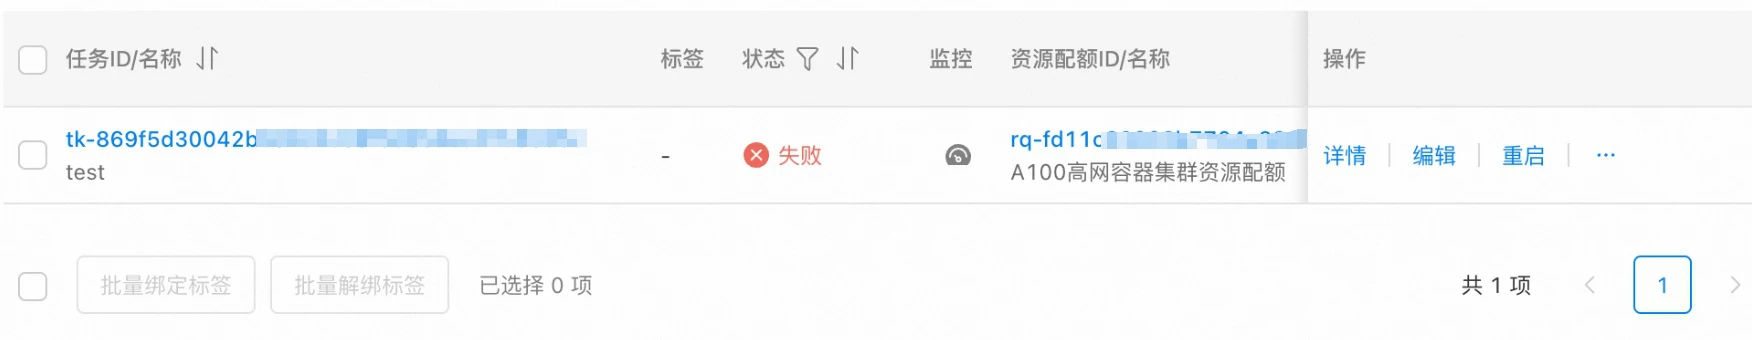 任务ID/名称 标签 状态 监控 资源配额ID/名称 操作
tk-869f5d30042b
test
-
失败
rq-fd11c
A100高网容器集群资源配额
详情 编辑 重启 ...
批量绑定标签 批量解绑标签 已选择 0 项 共 1 项 1